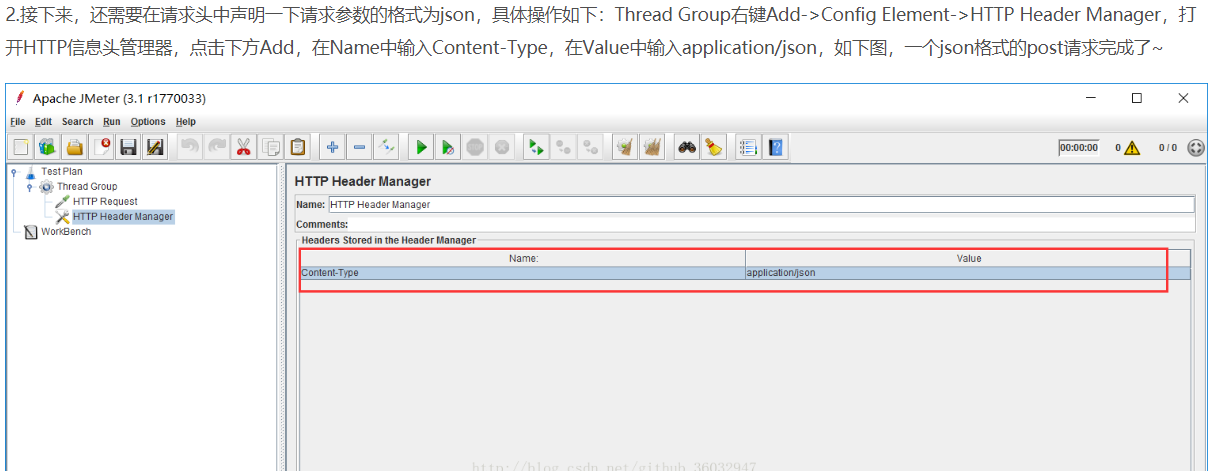 2.接下来，还需要在请求头中声明一下请求参数的格式为json，具体操作如下：Thread Group右键Add->Config Element->HTTP Header Manager，打
开HTTP信息头管理器，点击下方Add，在Name中输入Content-Type，在Value中输入application/json，如下图，一个json格式的post请求完成了~
Apache JMeter (3.1 r1770033)
File Edit Search Run Options Help
00:00:00 0 0 / 0
Test Plan
Thread Group
HTTP Request
HTTP Header Manager
WorkBench
HTTP Header Manager
Name: HTTP Header Manager
Comments:
Headers Stored in the Header Manager
Name: Value
Content-Type application/json
http://blog.csdn.net/github_36032947